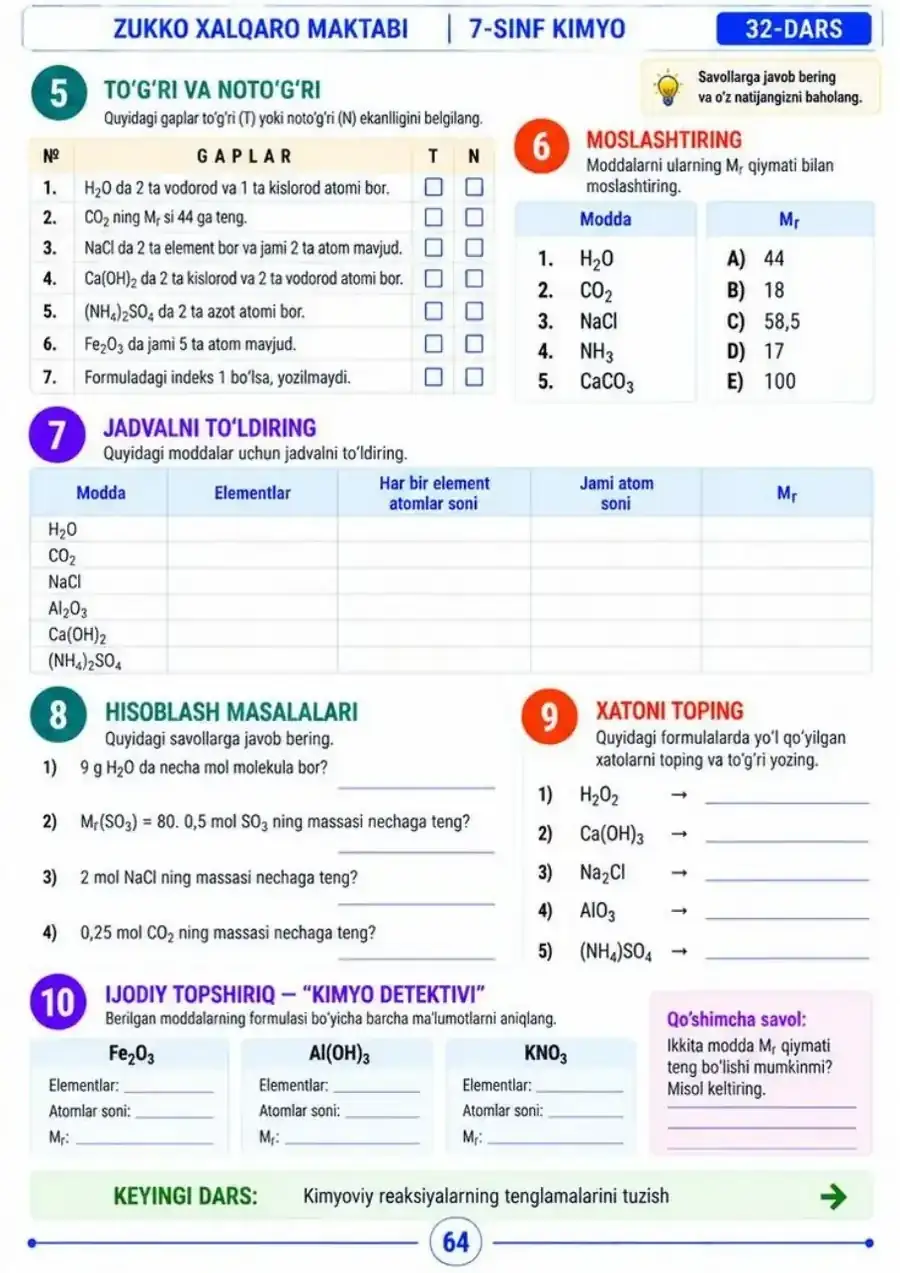 ZUKKO XALQARO MAKTABI | 7-SINF KIMYO 32-DARS
5 TO‘G‘RI VA NOTO‘G‘RI
Quyidagi gaplar to‘g‘ri (T) yoki noto‘g‘ri (N) ekanlligini belgilang.
Savollarga javob bering
va o‘z natijangizni baholang.
№ GAPLAR T N
1. H₂O da 2 ta vodorod va 1 ta kislorod atomi bor. ☐ ☐
2. CO₂ ning Mᵣ si 44 ga teng. ☐ ☐
3. NaCl da 2 ta element bor va jami 2 ta atom mavjud. ☐ ☐
4. Ca(OH)₂ da 2 ta kislorod va 2 ta vodorod atomi bor. ☐ ☐
5. (NH₄)₂SO₄ da 2 ta azot atomi bor. ☐ ☐
6. Fe₂O₃ da jami 5 ta atom mavjud. ☐ ☐
7. Formuladagi indeks 1 bo‘lsa, yozilmaydi. ☐ ☐
6 MOSLASHTIRING
Moddalarni ularning Mᵣ qiymati bilan
moslashtiring.
Modda Mᵣ
1. H₂O A) 44
2. CO₂ B) 18
3. NaCl C) 58,5
4. NH₃ D) 17
5. CaCO₃ E) 100
7 JADVALNI TO‘LDIRING
Quyidagi moddalar uchun jadvalni to‘ldiring.
Modda Elementlar Har bir element Jami atom Mᵣ
atomlar soni soni
H₂O
CO₂
NaCl
Al₂O₃
Ca(OH)₂
(NH₄)₂SO₄
8 HISOBLASH MASALALARI
Quyidagi savollarga javob bering.
1) 9 g H₂O da necha mol molekula bor?
2) Mᵣ(SO₃) = 80. 0,5 mol SO₃ ning massasi nechaga teng?
3) 2 mol NaCl ning massasi nechaga teng?
4) 0,25 mol CO₂ ning massasi nechaga teng?
9 XATONI TOPING
Quyidagi formulalarda yo‘l qo‘yilgan
xatolarni toping va to‘g‘ri yozing.
1) H₂O₂ →
2) Ca(OH)₃ →
3) Na₂Cl →
4) AlO₃ →
5) (NH₄)SO₄ →
10 IJODIY TOPSHIRIQ — “KIMYO DETEKTIVI”
Berilgan moddalarning formulasi bo‘yicha barcha ma’lumotlarni aniqlang.
Fe₂O₃
Elementlar:
Atomlar soni:
Mᵣ:
Al(OH)₃
Elementlar:
Atomlar soni:
Mᵣ:
KNO₃
Elementlar:
Atomlar soni:
Mᵣ:
Qo‘shimcha savol:
Ikkita modda Mᵣ qiymati
teng bo‘lishi mumkinmi?
Misol keltiring.
KEYINGI DARS: Kimyoviy reaksiyalarning tenglamalarini tuzish →
64